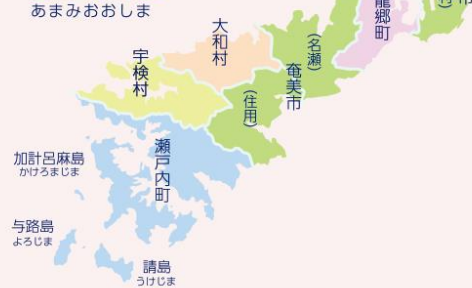 あまみおおしま
龍郷町
村
市
大和村
(名瀬)
奄美市
宇検村
(住用)
瀬戸内町
加計呂麻島
かけろまじま
与路島
よろじま
請島
うけじま